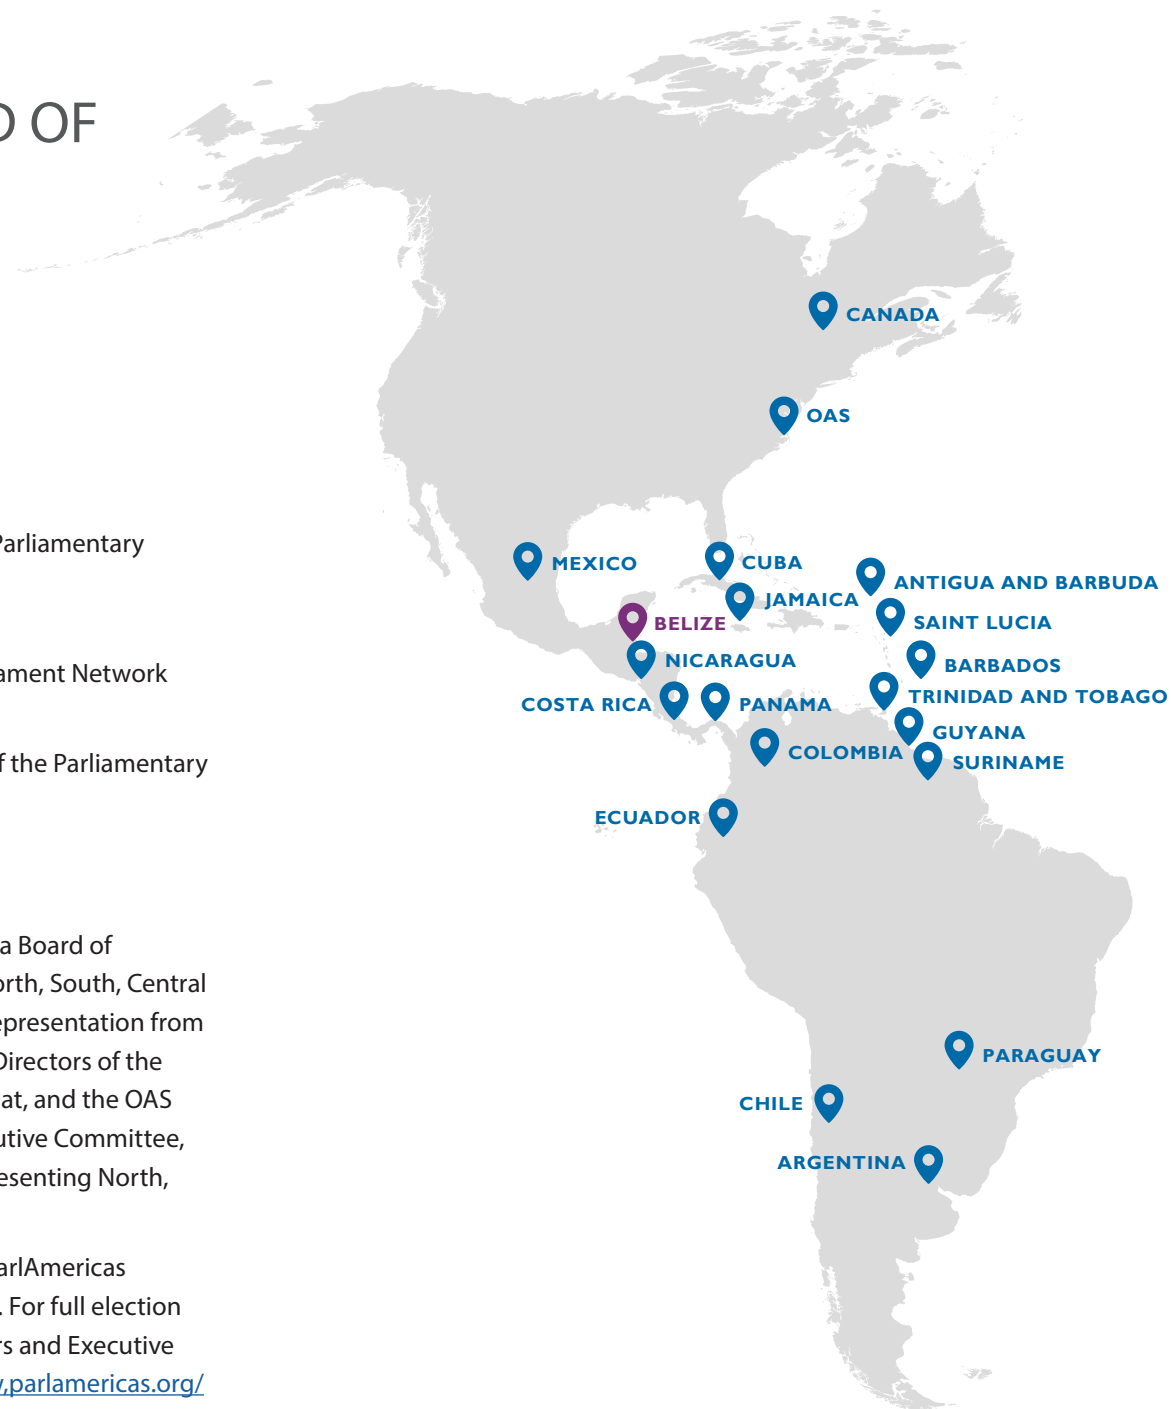 D OF
Parliamentary
ament Network
f the Parliamentary
a Board of
orth, South, Central
epresentation from
Directors of the
at, and the OAS
utive Committee,
resenting North,
arlAmericas
. For full election
rs and Executive
w.parlamericas.org/
CANADA
OAS
MEXICO
CUBA
ANTIGUA AND BARBUDA
JAMAICA
SAINT LUCIA
BELIZE
NICARAGUA
BARBADOS
COSTA RICA
PANAMA
TRINIDAD AND TOBAGO
GUYANA
COLOMBIA
SURINAME
ECUADOR
PARAGUAY
CHILE
ARGENTINA